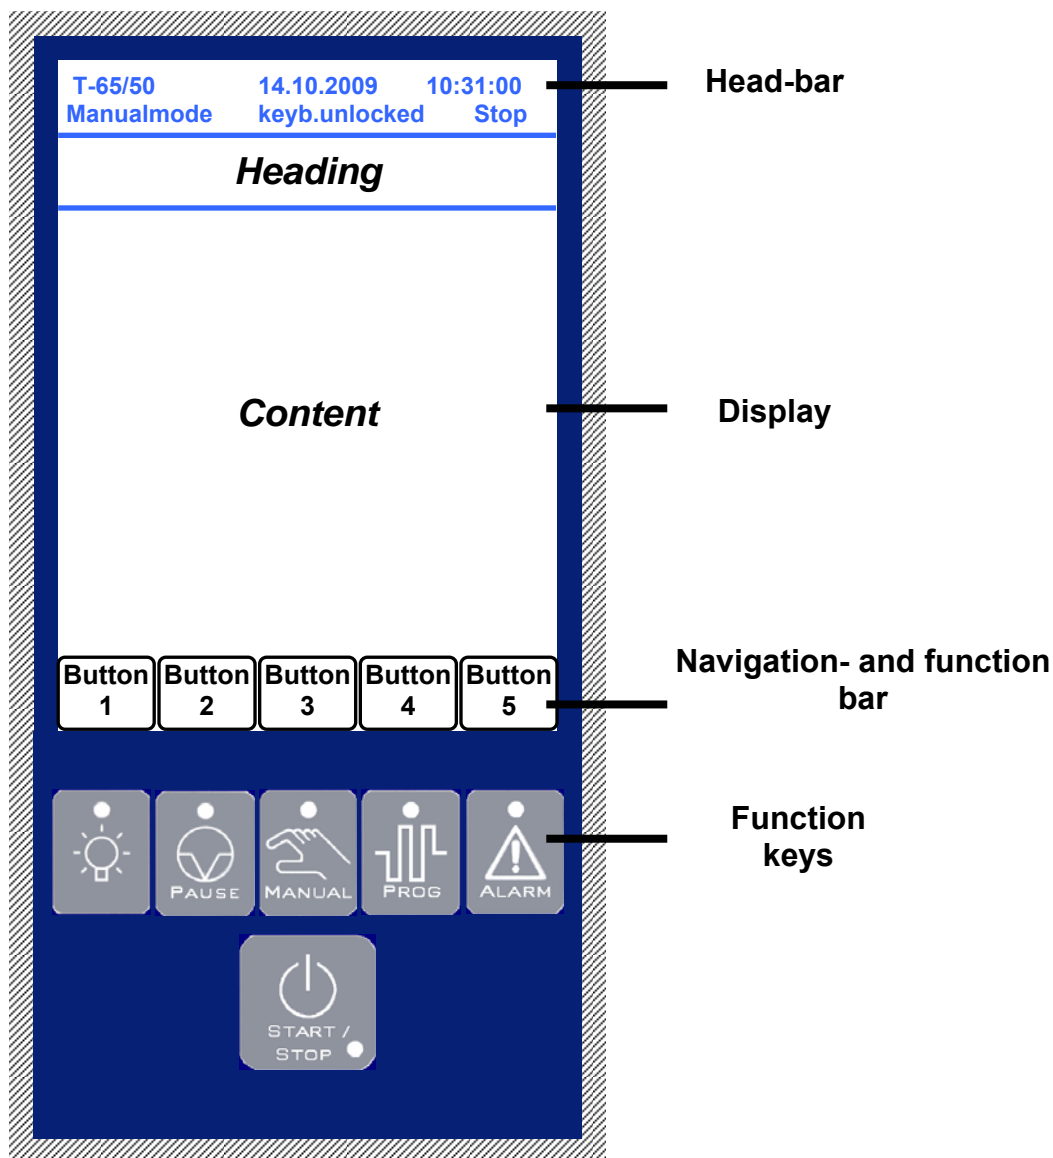 T-65/50 14.10.2009 10:31:00
Manualmode keyb.unlocked Stop
Head-bar
Heading
Content
Display
Button 1
Button 2
Button 3
Button 4
Button 5
Navigation- and function
bar
PAUSE
MANUAL
PROG
ALARM
Function
keys
START /
STOP